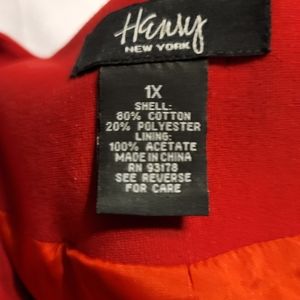 NEW YORK
1X
SHELL:
80% COTTON
20% POLYESTER
LINING:
100% ACETATE
MADE IN CHINA
RN 93178
SEE REVERSE
FOR CARE